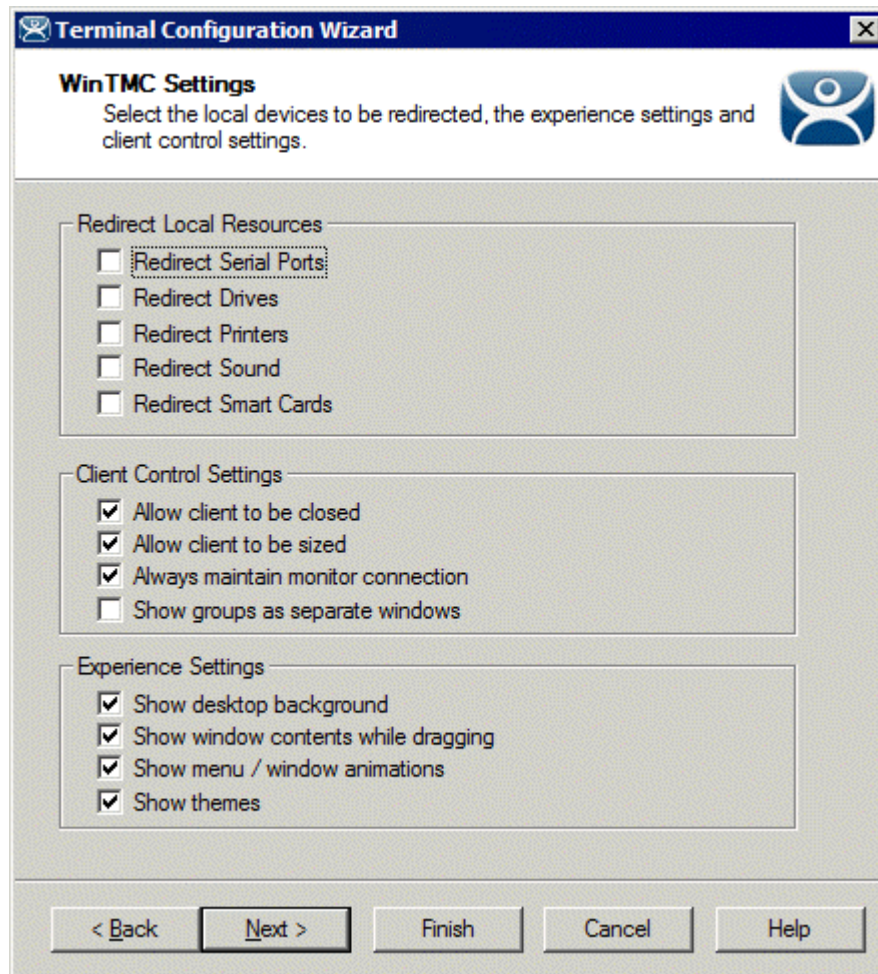 Terminal Configuration Wizard
WinTMC Settings
Select the local devices to be redirected, the experience settings and
client control settings.
Redirect Local Resources
Redirect Serial Ports
Redirect Drives
Redirect Printers
Redirect Sound
Redirect Smart Cards
Client Control Settings
Allow client to be closed
Allow client to be sized
Always maintain monitor connection
Show groups as separate windows
Experience Settings
Show desktop background
Show window contents while dragging
Show menu / window animations
Show themes
< Back Next > Finish Cancel Help